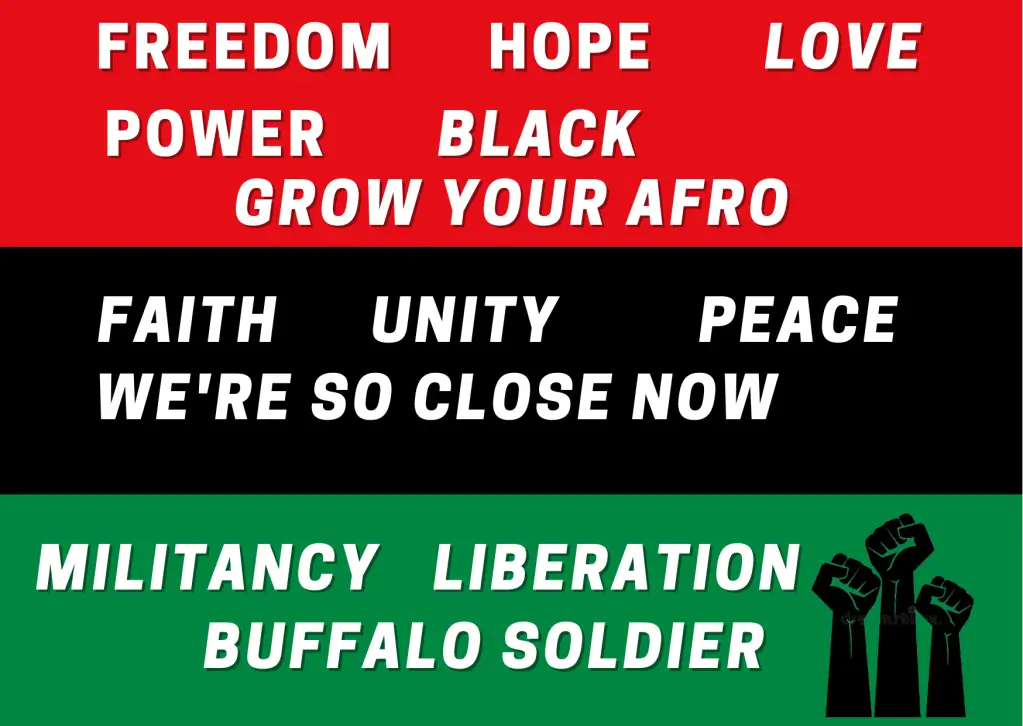 FREEDOM HOPE LOVE
POWER BLACK
GROW YOUR AFRO
FAITH UNITY PEACE
WE'RE SO CLOSE NOW
MILITANCY LIBERATION
BUFFALO SOLDIER